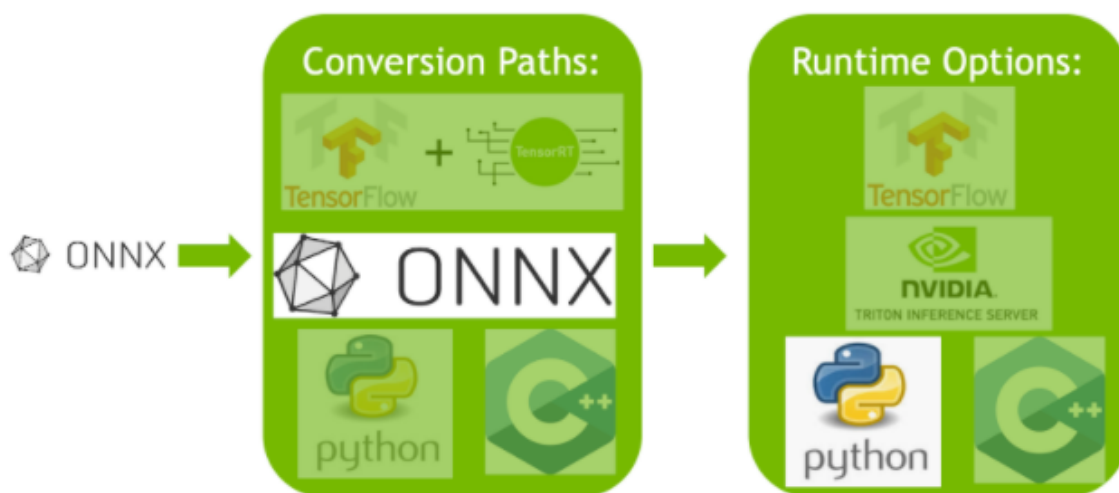 ONNX
Conversion Paths:
TensorFlow
+
TensorRT
ONNX
python
C++
Runtime Options:
TensorFlow
NVIDIA.
TRITON INFERENCE SERVER
python
C++